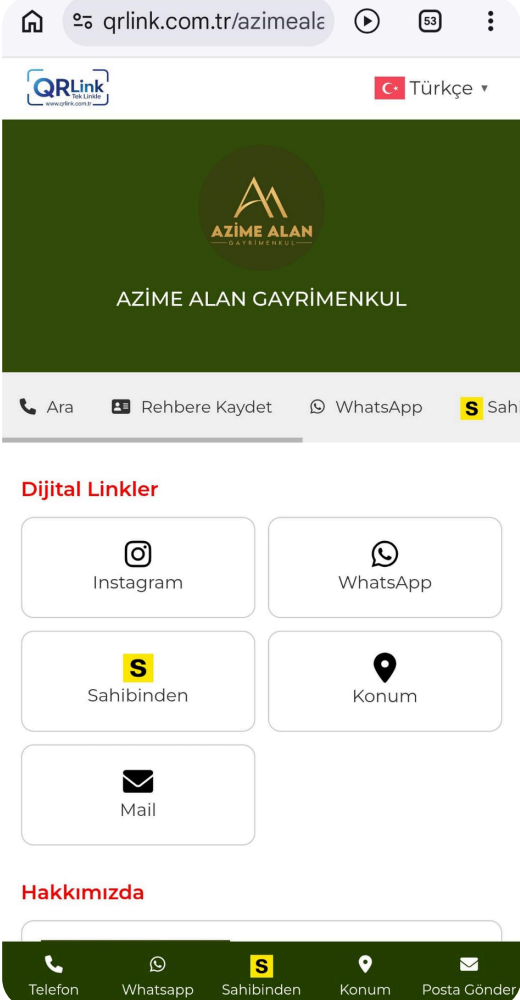 qrlink.com.tr/azimeala
53
QRLink
Tek Linkle
www.qrlink.com.tr
Türkçe
AZİME ALAN
GAYRİMENKUL
AZİME ALAN GAYRİMENKUL
Ara Rehbere Kaydet WhatsApp S Sahi
Dijital Linkler
Instagram WhatsApp
S
Sahibinden Konum
Mail
Hakkımızda
S
Telefon Whatsapp Sahibinden Konum Posta Gönder